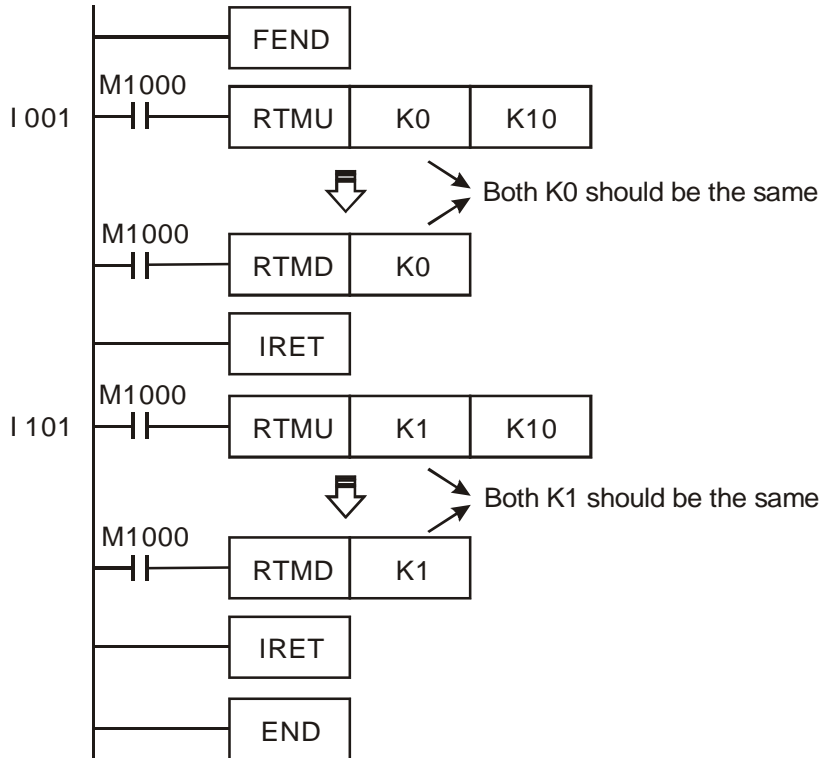 FEND
M1000
I 001 RTMU K0 K10
Both K0 should be the same
M1000
RTMD K0
IRET
M1000
I 101 RTMU K1 K10
Both K1 should be the same
M1000
RTMD K1
IRET
END